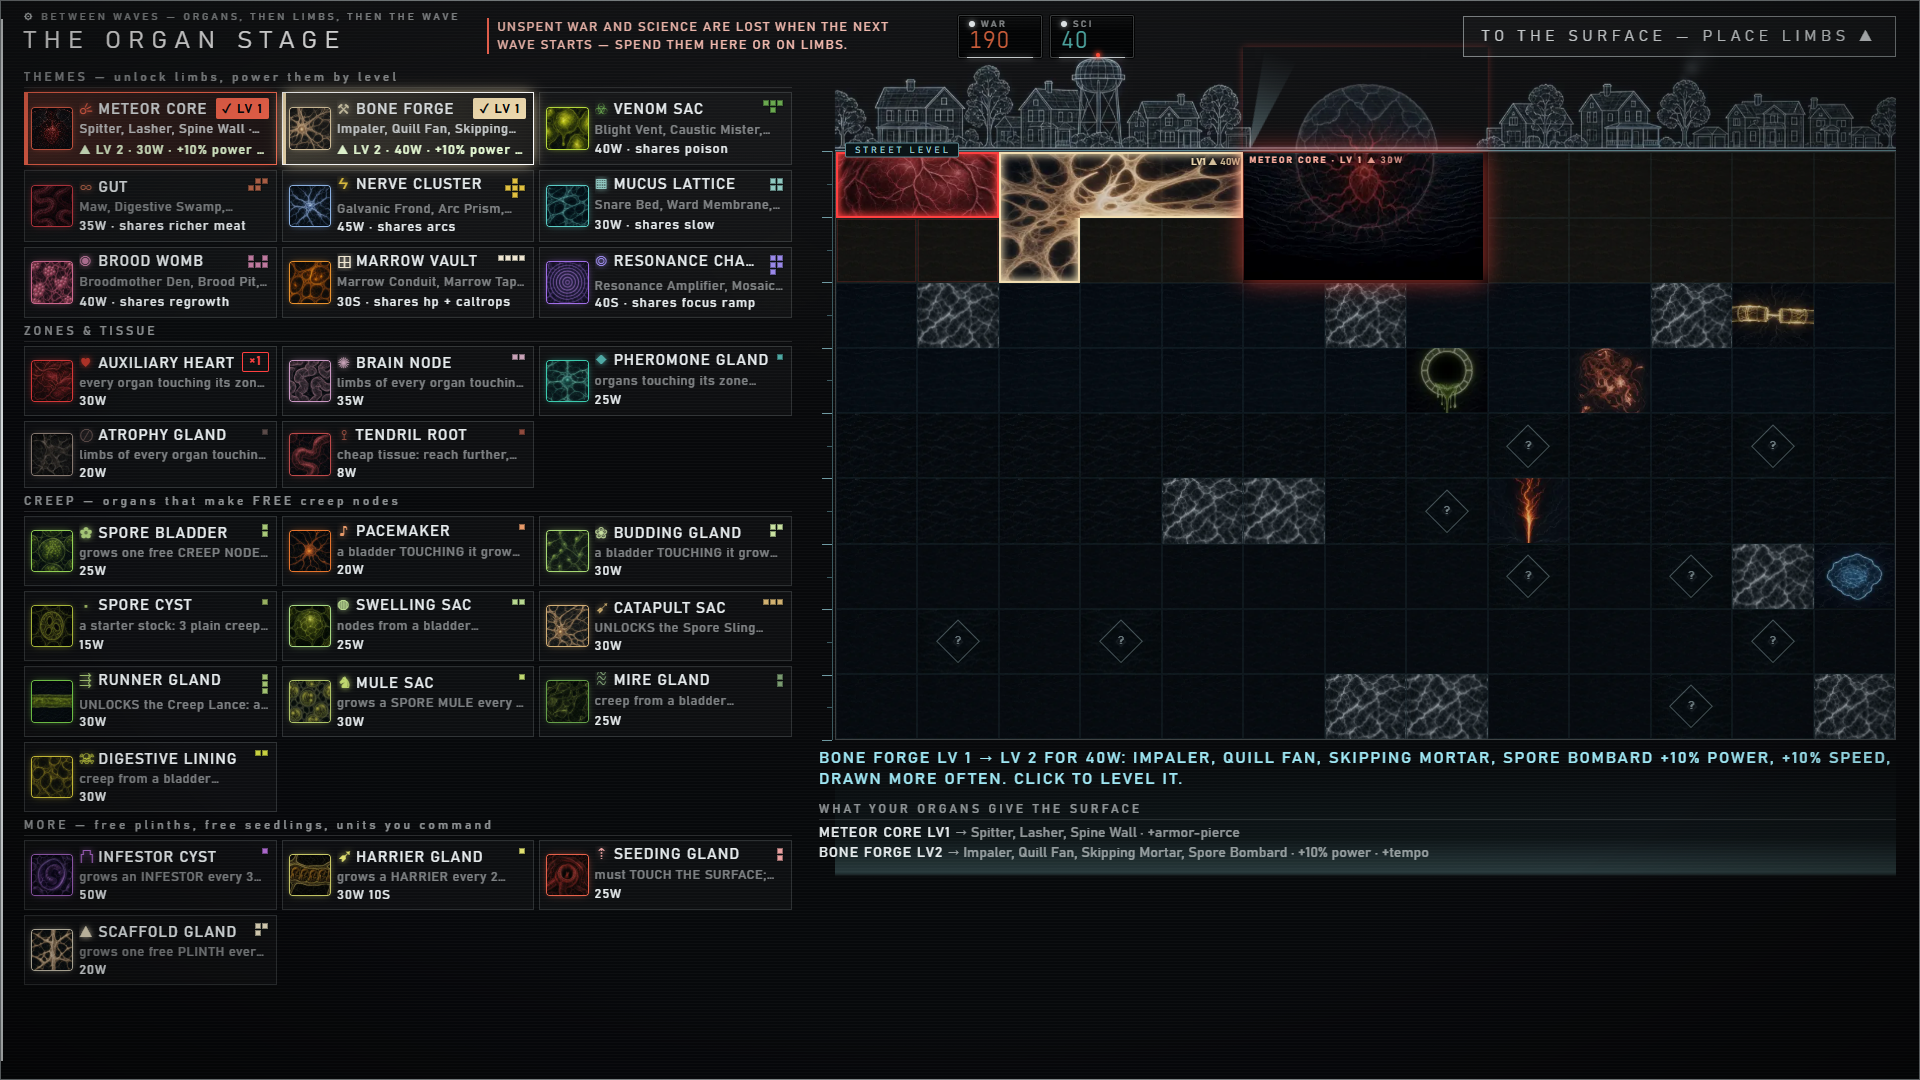 BETWEEN WAVES — ORGANS, THEN LIMBS, THEN THE WAVE
THE ORGAN STAGE
UNSPENT WAR AND SCIENCE ARE LOST WHEN THE NEXT
WAVE STARTS — SPEND THEM HERE OR ON LIMBS.
WAR
190
SCI
40
TO THE SURFACE — PLACE LIMBS ▲
THEMES — unlock limbs, power them by level
METEOR CORE ✓ LV 1
Spitter, Lasher, Spine Wall ·…
▲ LV 2 · 30W · +10% power …
BONE FORGE ✓ LV 1
Impaler, Quill Fan, Skipping…
▲ LV 2 · 40W · +10% power …
VENOM SAC
Blight Vent, Caustic Mister,…
40W · shares poison
GUT
Maw, Digestive Swamp,…
35W · shares richer meat
NERVE CLUSTER
Galvanic Frond, Arc Prism,…
45W · shares arcs
MUCUS LATTICE
Snare Bed, Ward Membrane,…
30W · shares slow
BROOD WOMB
Broodmother Den, Brood Pit,…
40W · shares regrowth
MARROW VAULT
Marrow Conduit, Marrow Tap…
30S · shares hp + caltrops
RESONANCE CHA…
Resonance Amplifier, Mosaic…
40S · shares focus ramp
ZONES & TISSUE
AUXILIARY HEART ×1
every organ touching its zon…
30W
BRAIN NODE
limbs of every organ touchin…
35W
PHEROMONE GLAND
organs touching its zone…
25W
ATROPHY GLAND
limbs of every organ touchin…
20W
TENDRIL ROOT
cheap tissue: reach further,…
8W
CREEP — organs that make FREE creep nodes
SPORE BLADDER
grows one free CREEP NODE…
25W
PACEMAKER
a bladder TOUCHING it grow…
20W
BUDDING GLAND
a bladder TOUCHING it grow…
30W
SPORE CYST
a starter stock: 3 plain creep…
15W
SWELLING SAC
nodes from a bladder…
25W
CATAPULT SAC
UNLOCKS the Spore Sling…
30W
RUNNER GLAND
UNLOCKS the Creep Lance: a…
30W
MULE SAC
grows a SPORE MULE every …
30W
MIRE GLAND
creep from a bladder…
25W
DIGESTIVE LINING
creep from a bladder…
30W
MORE — free plinths, free seedlings, units you command
INFESTOR CYST
grows an INFESTOR every 3…
50W
HARRIER GLAND
grows a HARRIER every 2…
30W 10S
SEEDING GLAND
must TOUCH THE SURFACE;…
25W
SCAFFOLD GLAND
grows one free PLINTH ever…
20W
STREET LEVEL
LV1 ▲ 40W
METEOR CORE · LV 1 ▲ 30W
?
?
?
?
?
?
?
?
?
BONE FORGE LV 1 → LV 2 FOR 40W: IMPALER, QUILL FAN, SKIPPING MORTAR, SPORE BOMBARD +10% POWER, +10% SPEED,
DRAWN MORE OFTEN. CLICK TO LEVEL IT.
WHAT YOUR ORGANS GIVE THE SURFACE
METEOR CORE LV1 → Spitter, Lasher, Spine Wall · +armor-pierce
BONE FORGE LV2 → Impaler, Quill Fan, Skipping Mortar, Spore Bombard · +10% power · +tempo